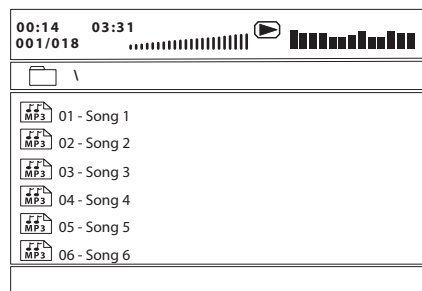 00:14 03:31
001/018
\
MP3 01 - Song 1
MP3 02 - Song 2
MP3 03 - Song 3
MP3 04 - Song 4
MP3 05 - Song 5
MP3 06 - Song 6